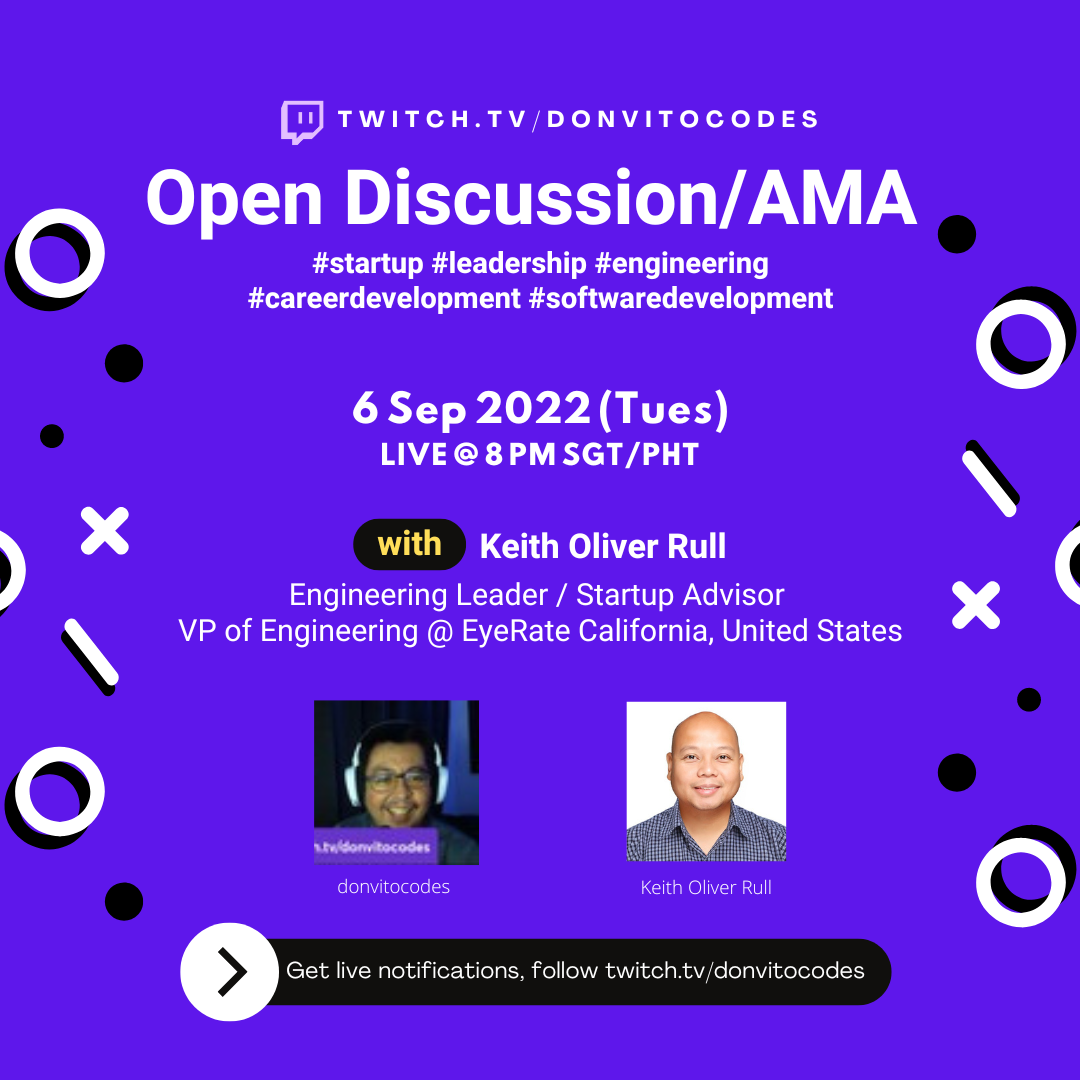 TWITCH.TV/DONVITOCODES
Open Discussion/AMA
#startup #leadership #engineering
#careerdevelopment #softwaredevelopment
6 Sep 2022 (Tues)
LIVE @ 8 PM SGT/PHT
with Keith Oliver Rull
Engineering Leader / Startup Advisor
VP of Engineering @ EyeRate California, United States
h.tv/donvitocodes
donvitocodes
Keith Oliver Rull
Get live notifications, follow twitch.tv/donvitocodes